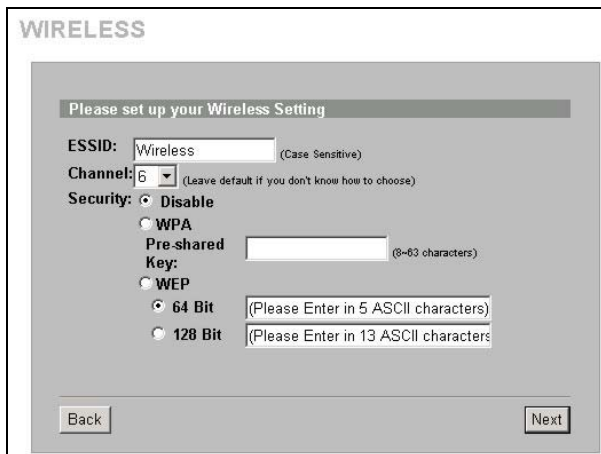 WIRELESS
Please set up your Wireless Setting
ESSID: Wireless (Case Sensitive)
Channel: 6 (Leave default if you don't know how to choose)
Security: Disable
WPA
Pre-shared Key: (8~63 characters)
WEP
64 Bit (Please Enter in 5 ASCII characters)
128 Bit (Please Enter in 13 ASCII characters
Back Next